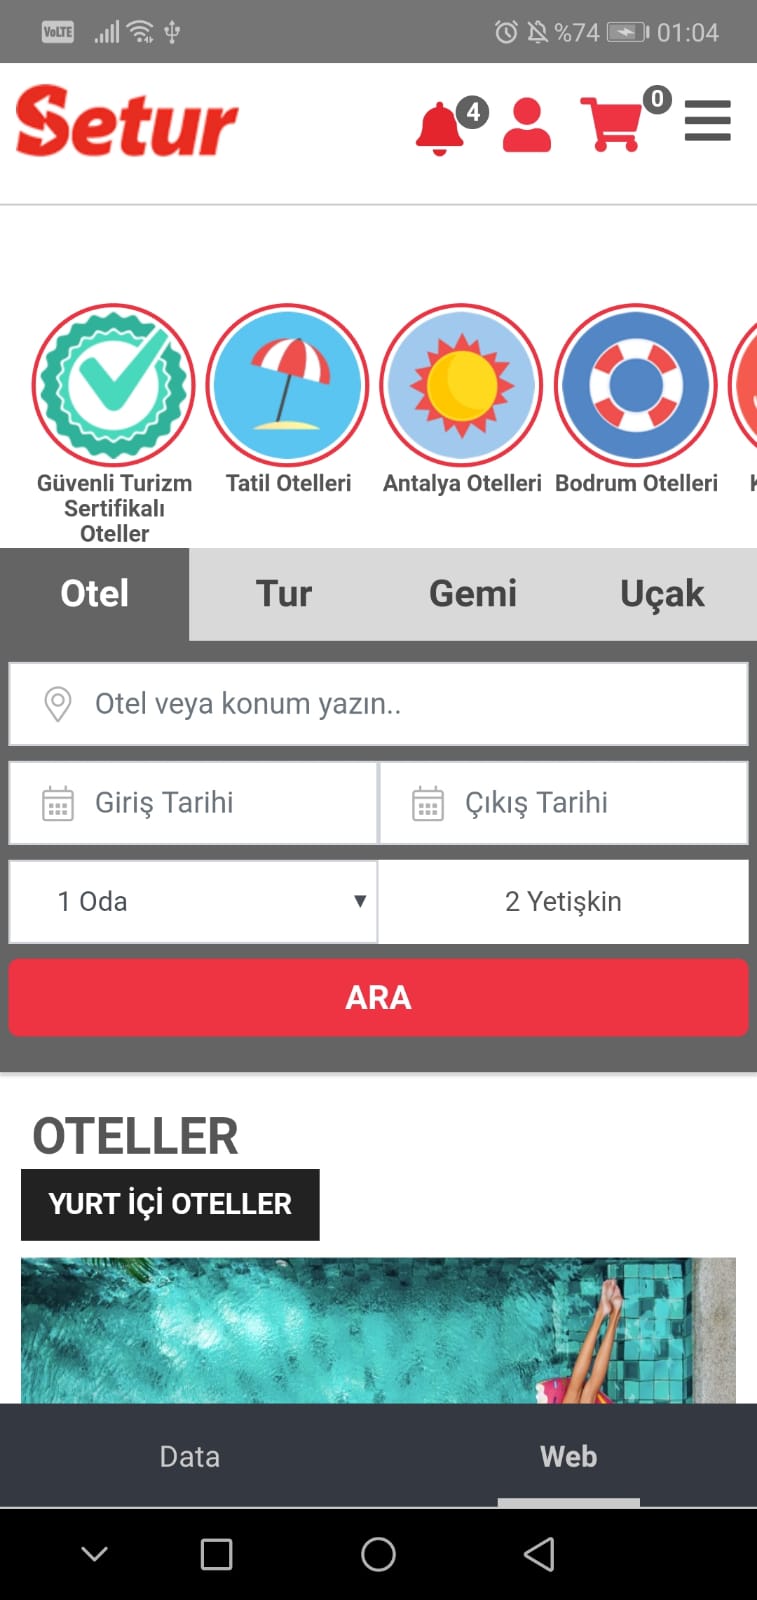 VoLTE %74 01:04
Setur 4 0
Güvenli Turizm
Sertifikalı
Oteller
Tatil Otelleri
Antalya Otelleri
Bodrum Otelleri
Otel Tur Gemi Uçak
Otel veya konum yazın..
Giriş Tarihi Çıkış Tarihi
1 Oda 2 Yetişkin
ARA
OTELLER
YURT İÇİ OTELLER
Data Web